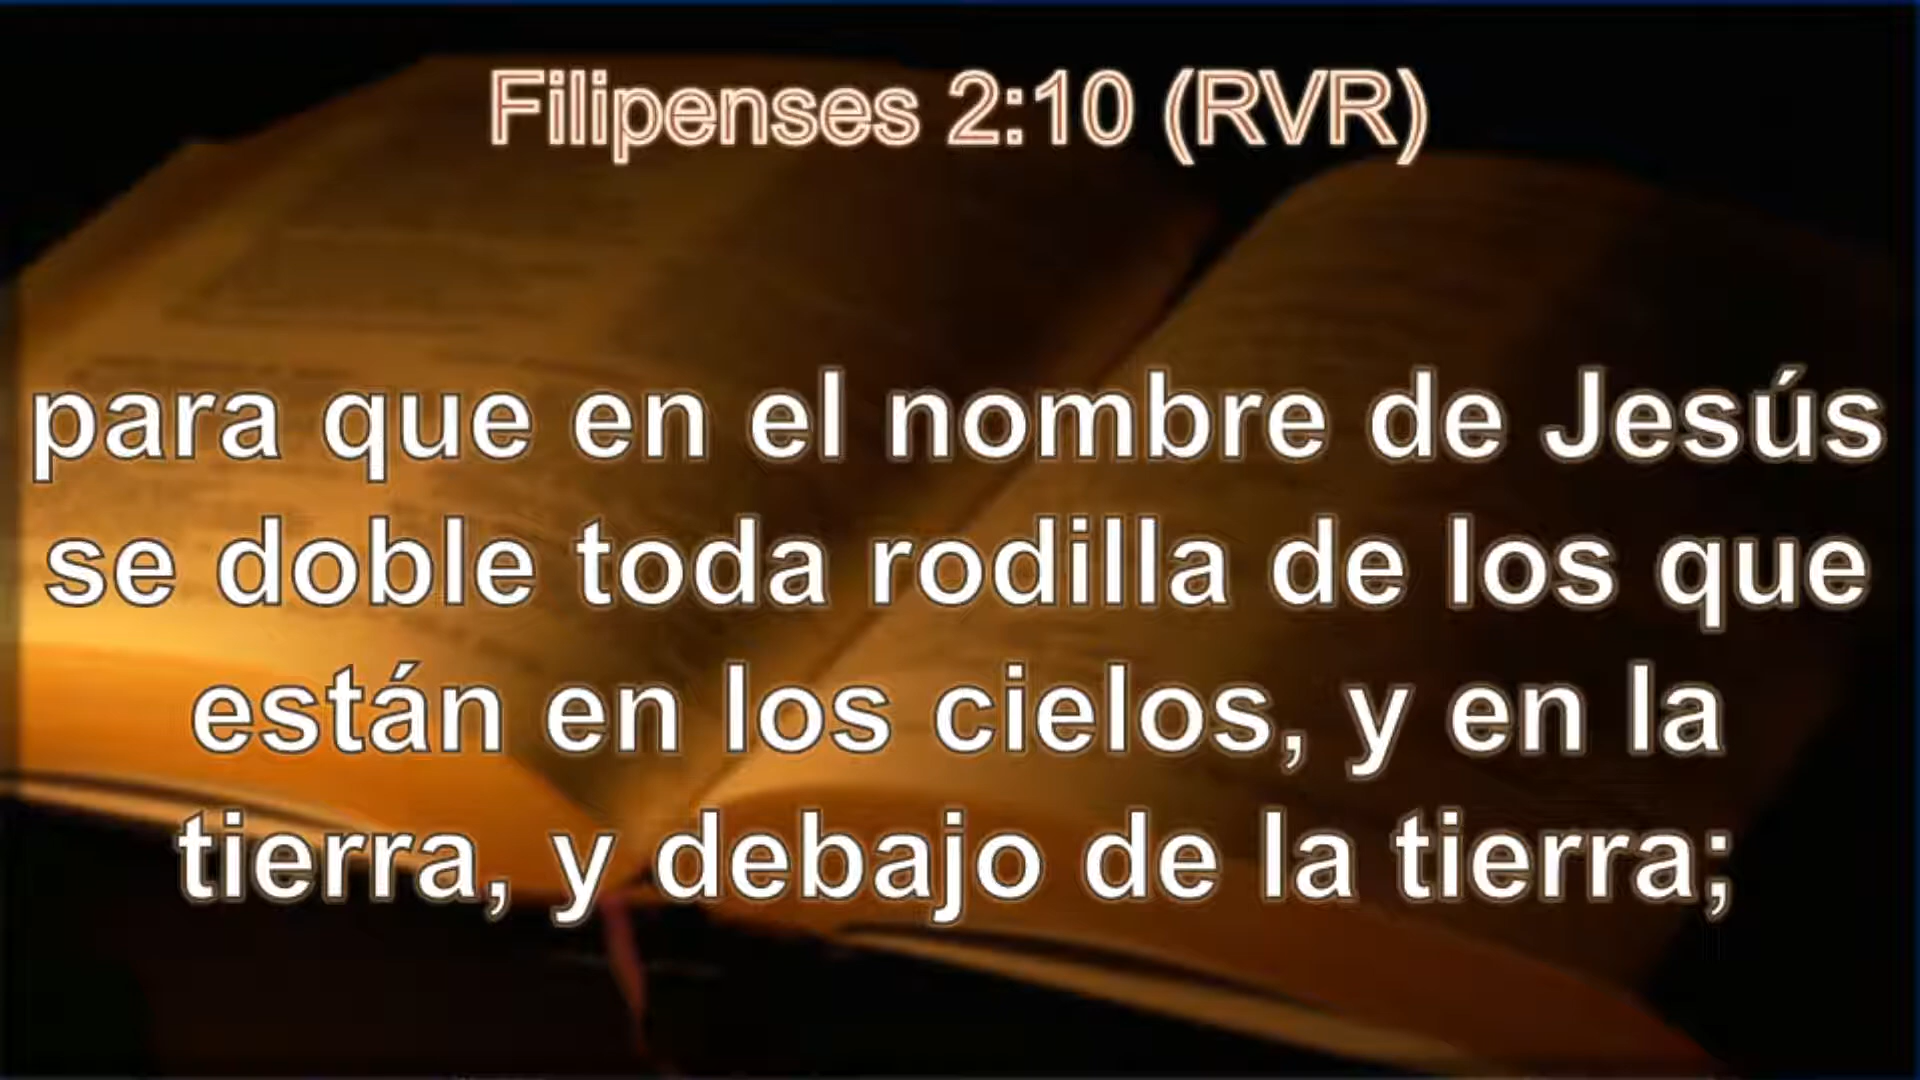 Filipenses 2:10 (RVR)
para que en el nombre de Jesús
se doble toda rodilla de los que
están en los cielos, y en la
tierra, y debajo de la tierra;